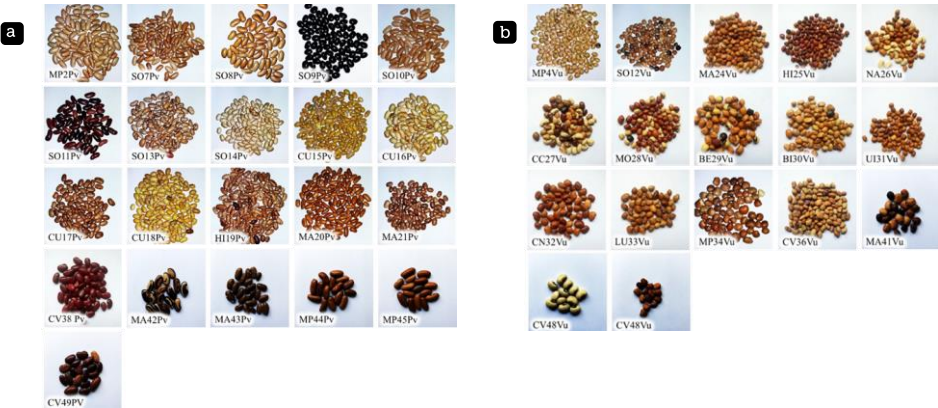 a
MP2Pv SO7Pv SO8Pv SO9Pv SO10Pv
SO11Pv SO13Pv SO14Pv CU15Pv CU16Pv
CU17Pv CU18Pv HI19Pv MA20Pv MA21Pv
CV38 Pv MA42Pv MA43Pv MP44Pv MP45Pv
CV49PV
b
MP4Vu SO12Vu MA24Vu HI25Vu NA26Vu
CC27Vu MO28Vu BE29Vu BI30Vu UI31Vu
CN32Vu LU33Vu MP34Vu CV36Vu MA41Vu
CV48Vu CV48Vu